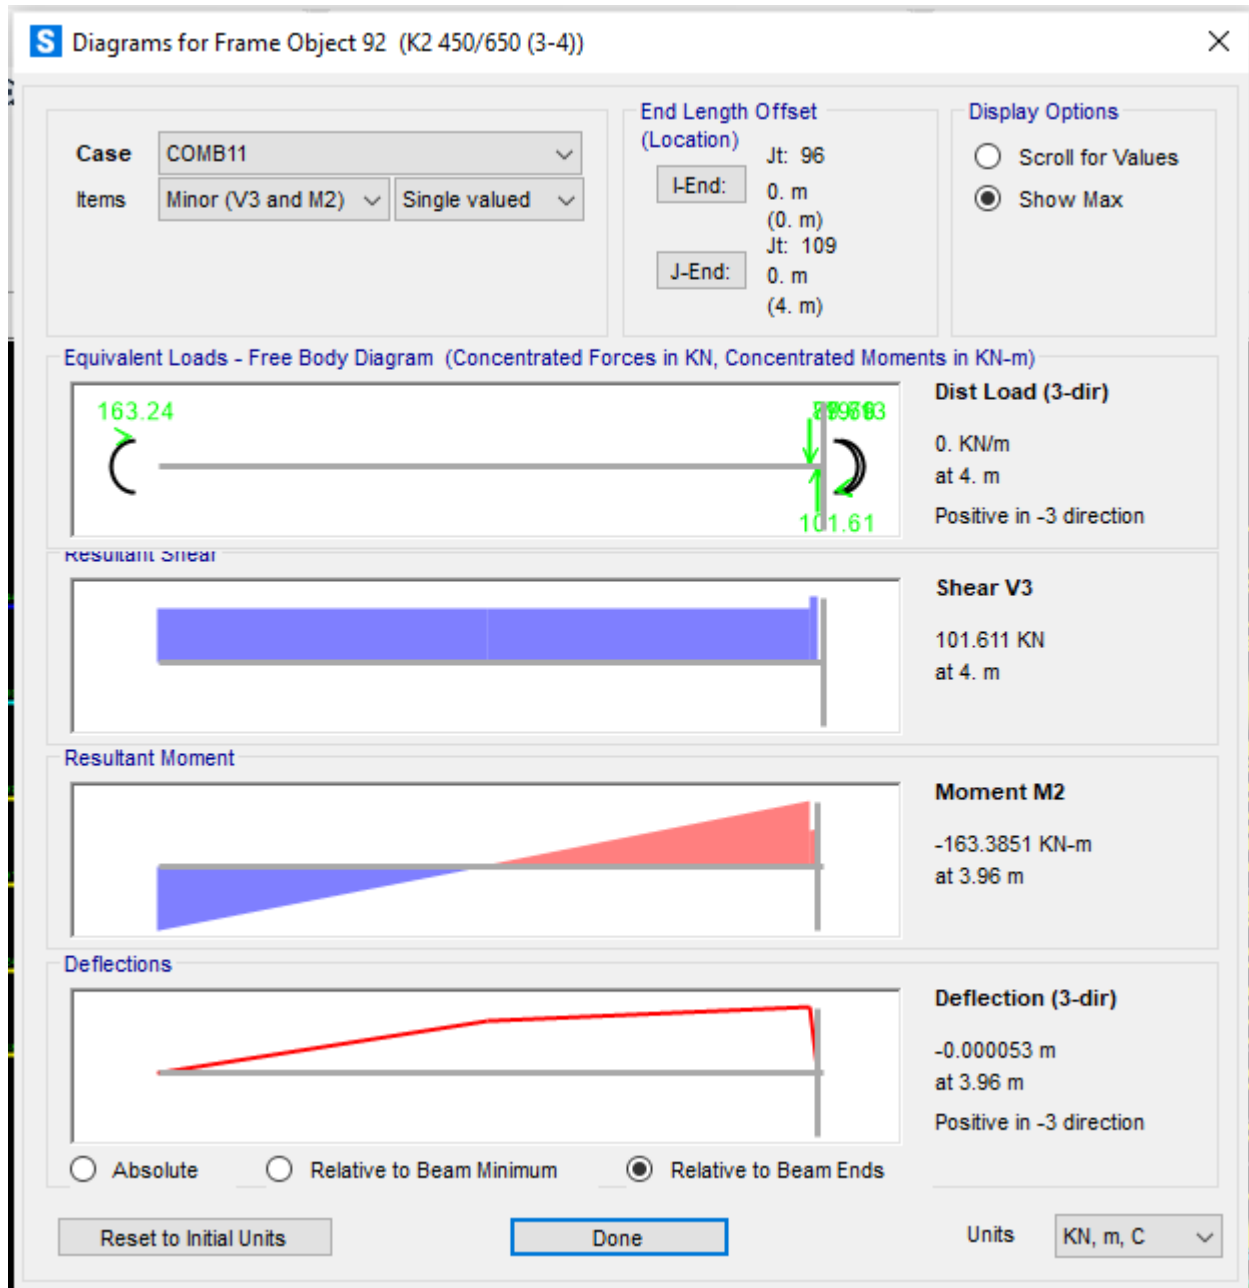 S Diagrams for Frame Object 92 (K2 450/650 (3-4))
Case COMB11
Items Minor (V3 and M2) Single valued
End Length Offset
(Location)
Jt: 96
I-End: 0. m
(0. m)
Jt: 109
J-End: 0. m
(4. m)
Display Options
Scroll for Values
Show Max
Equivalent Loads - Free Body Diagram (Concentrated Forces in KN, Concentrated Moments in KN-m)
163.24
101.61
Dist Load (3-dir)
0. KN/m
at 4. m
Positive in -3 direction
Resultant Shear
Shear V3
101.611 KN
at 4. m
Resultant Moment
Moment M2
-163.3851 KN-m
at 3.96 m
Deflections
Deflection (3-dir)
-0.000053 m
at 3.96 m
Positive in -3 direction
Absolute Relative to Beam Minimum Relative to Beam Ends
Reset to Initial Units Done Units KN, m, C